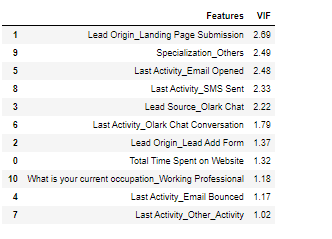 Features VIF
1 Lead Origin_Landing Page Submission 2.69
9 Specialization_Others 2.49
5 Last Activity_Email Opened 2.48
8 Last Activity_SMS Sent 2.33
3 Lead Source_Olark Chat 2.22
6 Last Activity_Olark Chat Conversation 1.79
2 Lead Origin_Lead Add Form 1.37
0 Total Time Spent on Website 1.32
10 What is your current occupation_Working Professional 1.18
4 Last Activity_Email Bounced 1.17
7 Last Activity_Other_Activity 1.02